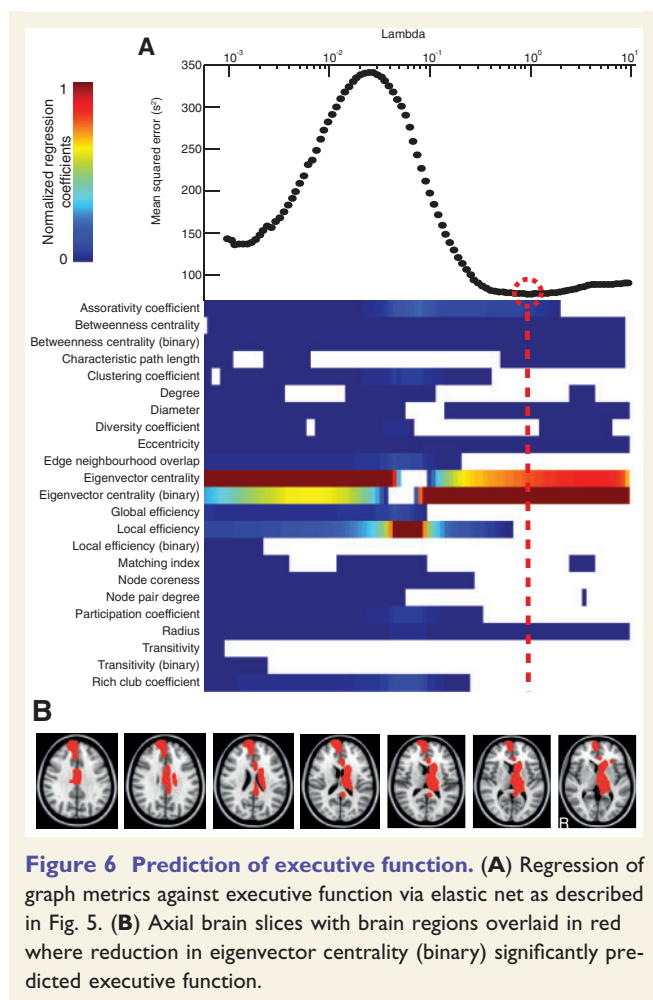 A
Lambda
10⁻³ 10⁻² 10⁻¹ 10⁰ 10¹
Normalized regression
coefficients
1
0
Mean squared error (s²)
350
300
250
200
150
100
Assorativity coefficient
Betweenness centrality
Betweenness centrality (binary)
Characteristic path length
Clustering coefficient
Degree
Diameter
Diversity coefficient
Eccentricity
Edge neighbourhood overlap
Eigenvector centrality
Eigenvector centrality (binary)
Global efficiency
Local efficiency
Local efficiency (binary)
Matching index
Node coreness
Node pair degree
Participation coefficient
Radius
Transitivity
Transitivity (binary)
Rich club coefficient
B
R
Figure 6 Prediction of executive function. (A) Regression of
graph metrics against executive function via elastic net as described
in Fig. 5. (B) Axial brain slices with brain regions overlaid in red
where reduction in eigenvector centrality (binary) significantly pre-
dicted executive function.